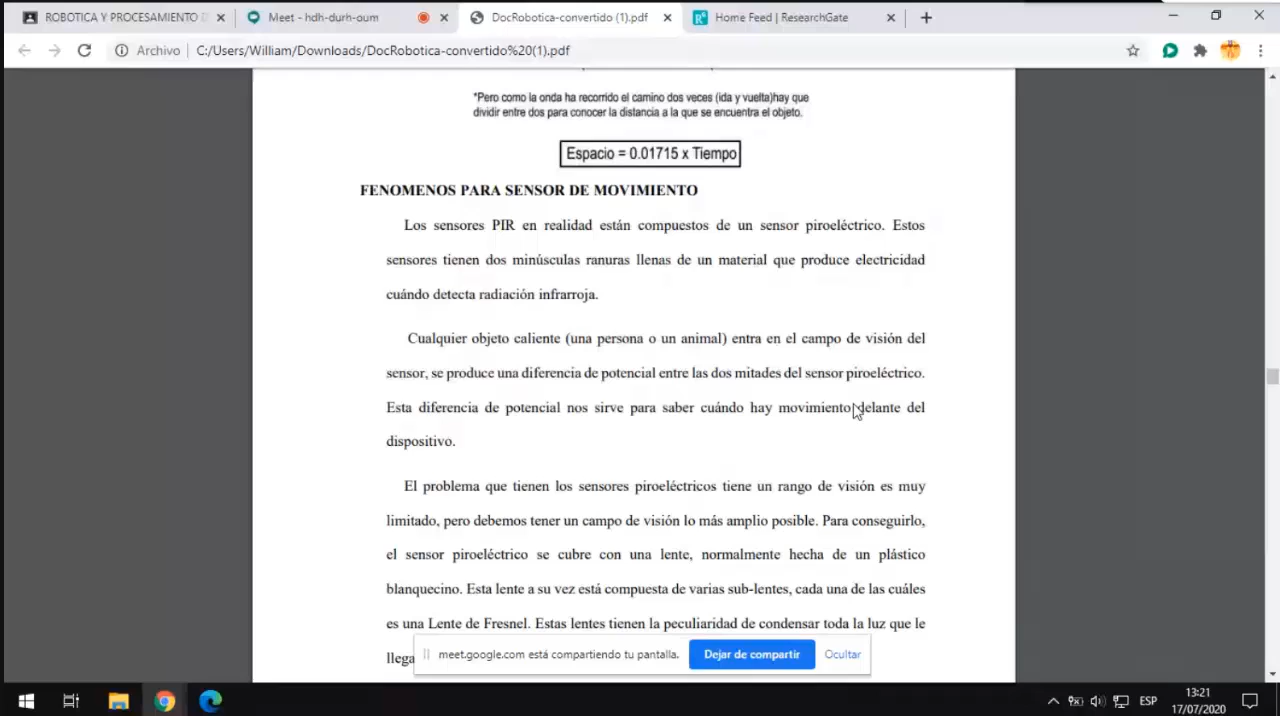 ROBOTICA Y PROCESAMIENTO D
Meet - hdh-durh-oum
DocRobotica-convertido (1).pdf
Home Feed | ResearchGate
Archivo | C:/Users/William/Downloads/DocRobotica-convertido%20(1).pdf
*Pero como la onda ha recorrido el camino dos veces (ida y vuelta)hay que
dividir entre dos para conocer la distancia a la que se encuentra el objeto.
Espacio = 0.01715 x Tiempo
FENOMENOS PARA SENSOR DE MOVIMIENTO
Los sensores PIR en realidad están compuestos de un sensor piroeléctrico. Estos
sensores tienen dos minúsculas ranuras llenas de un material que produce electricidad
cuándo detecta radiación infrarroja.
Cualquier objeto caliente (una persona o un animal) entra en el campo de visión del
sensor, se produce una diferencia de potencial entre las dos mitades del sensor piroeléctrico.
Esta diferencia de potencial nos sirve para saber cuándo hay movimiento delante del
dispositivo.
El problema que tienen los sensores piroeléctricos tiene un rango de visión es muy
limitado, pero debemos tener un campo de visión lo más amplio posible. Para conseguirlo,
el sensor piroeléctrico se cubre con una lente, normalmente hecha de un plástico
blanquecino. Esta lente a su vez está compuesta de varias sub-lentes, cada una de las cuáles
es una Lente de Fresnel. Estas lentes tienen la peculiaridad de condensar toda la luz que le
llega
meet.google.com está compartiendo tu pantalla.
Dejar de compartir
Ocultar
ESP
13:21
17/07/2020